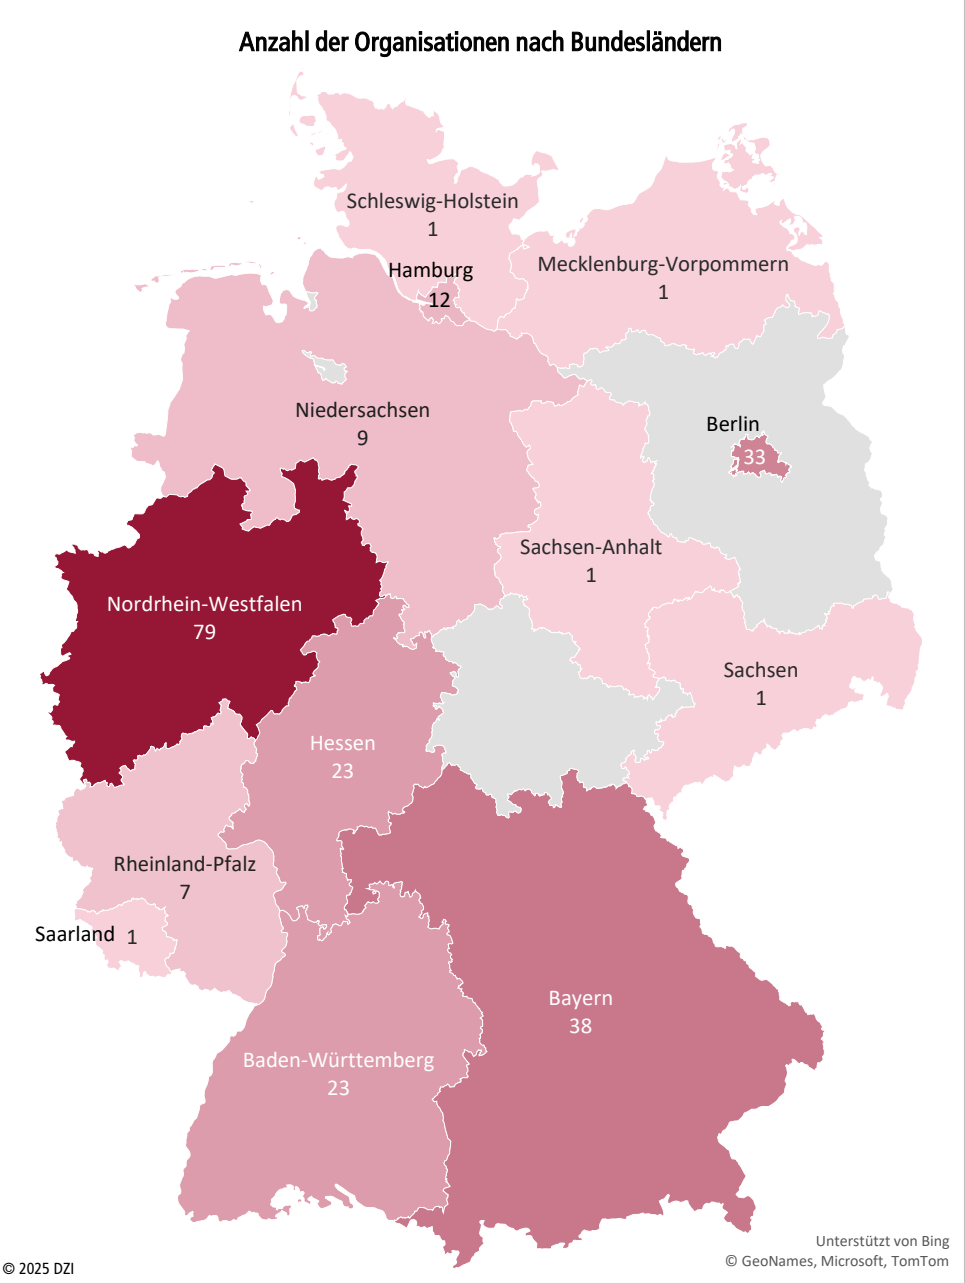 Anzahl der Organisationen nach Bundesländern
Schleswig-Holstein
1
Mecklenburg-Vorpommern
1
Hamburg
12
Niedersachsen
9
Berlin
33
Sachsen-Anhalt
1
Nordrhein-Westfalen
79
Sachsen
1
Hessen
23
Rheinland-Pfalz
7
Saarland 1
Bayern
38
Baden-Württemberg
23
Unterstützt von Bing
© GeoNames, Microsoft, TomTom
© 2025 DZI